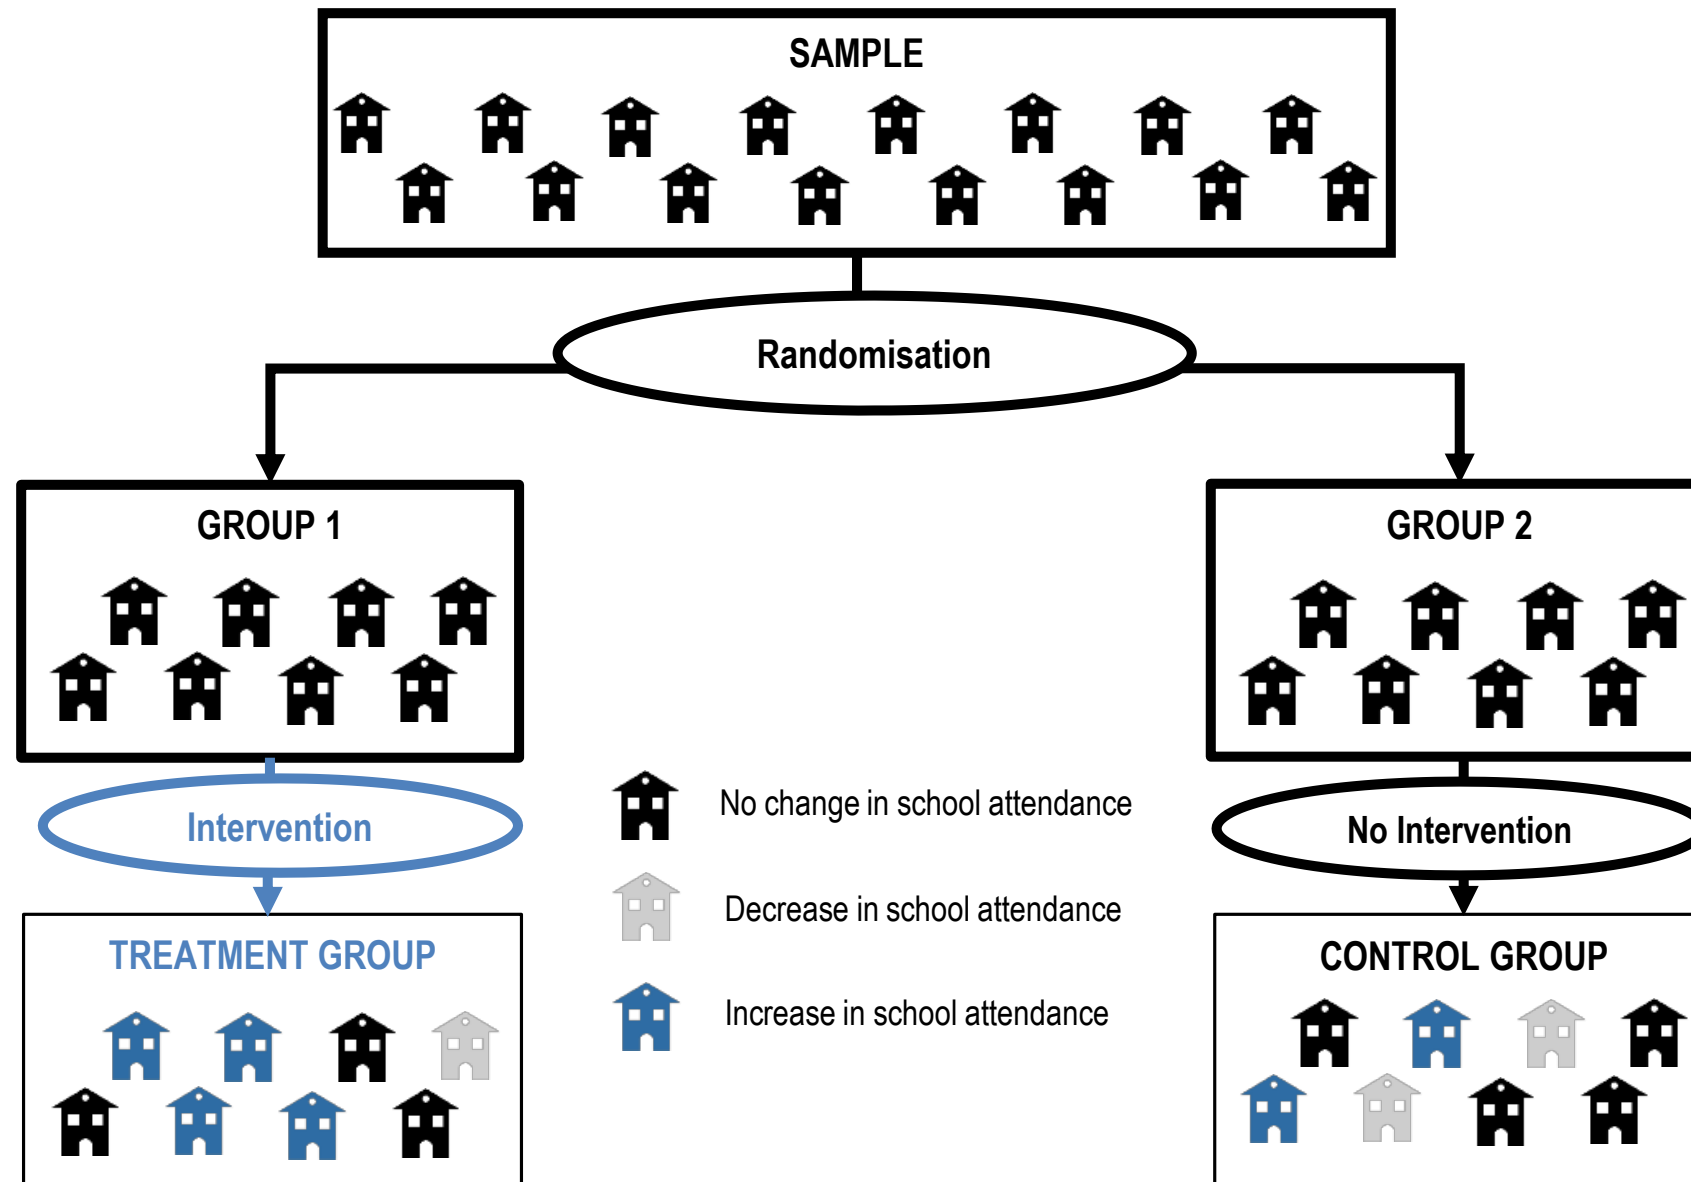 SAMPLE
Randomisation
GROUP 1
GROUP 2
Intervention
No change in school attendance
No Intervention
Decrease in school attendance
TREATMENT GROUP
CONTROL GROUP
Increase in school attendance